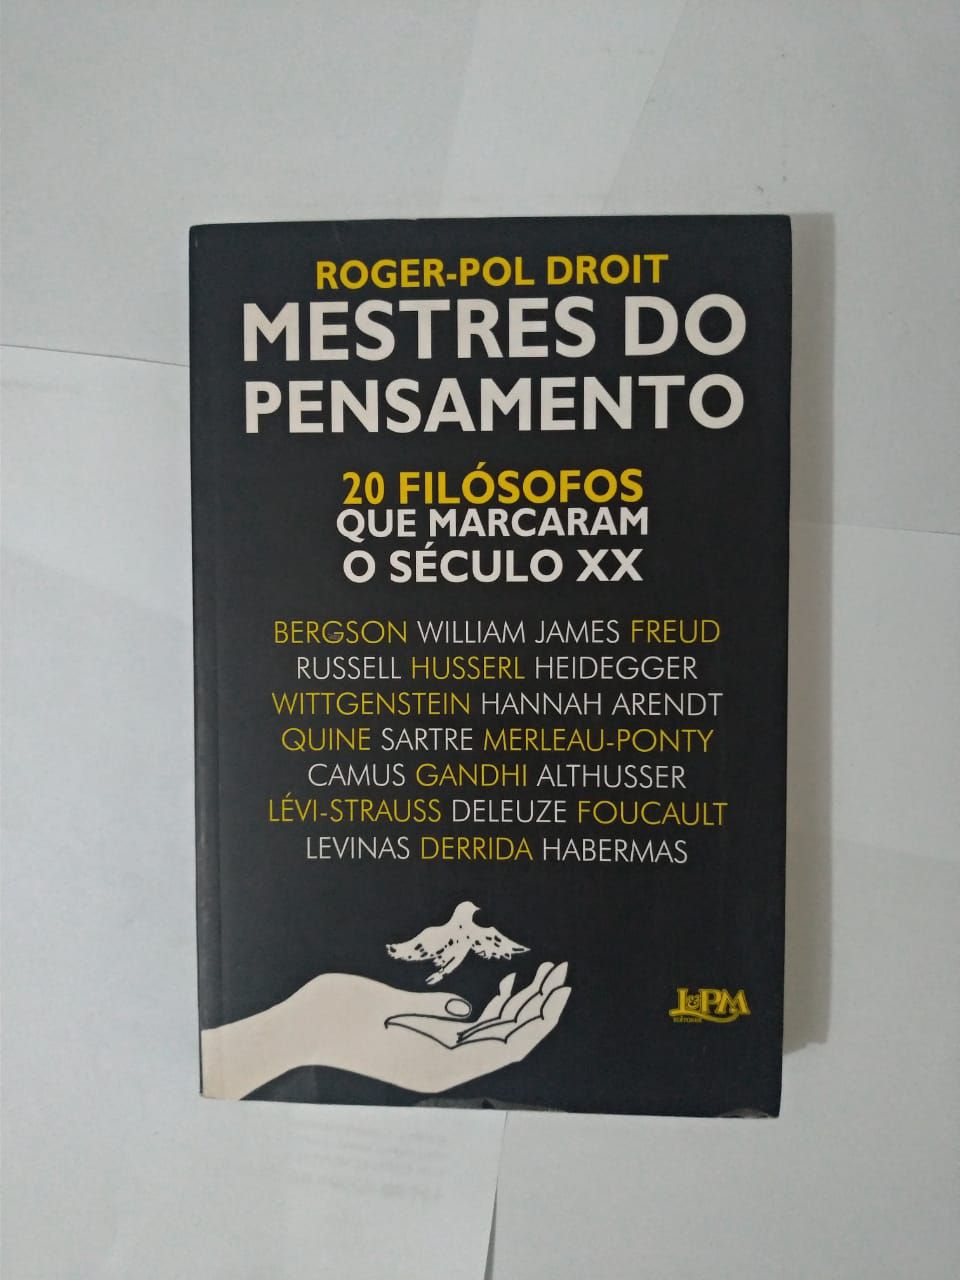 ROGER-POL DROIT
MESTRES DO
PENSAMENTO
20 FILÓSOFOS
QUE MARCARAM
O SÉCULO XX
BERGSON WILLIAM JAMES FREUD
RUSSELL HUSSERL HEIDEGGER
WITTGENSTEIN HANNAH ARENDT
QUINE SARTRE MERLEAU-PONTY
CAMUS GANDHI ALTHUSSER
LÉVI-STRAUSS DELEUZE FOUCAULT
LEVINAS DERRIDA HABERMAS
L&PM
EDITORES